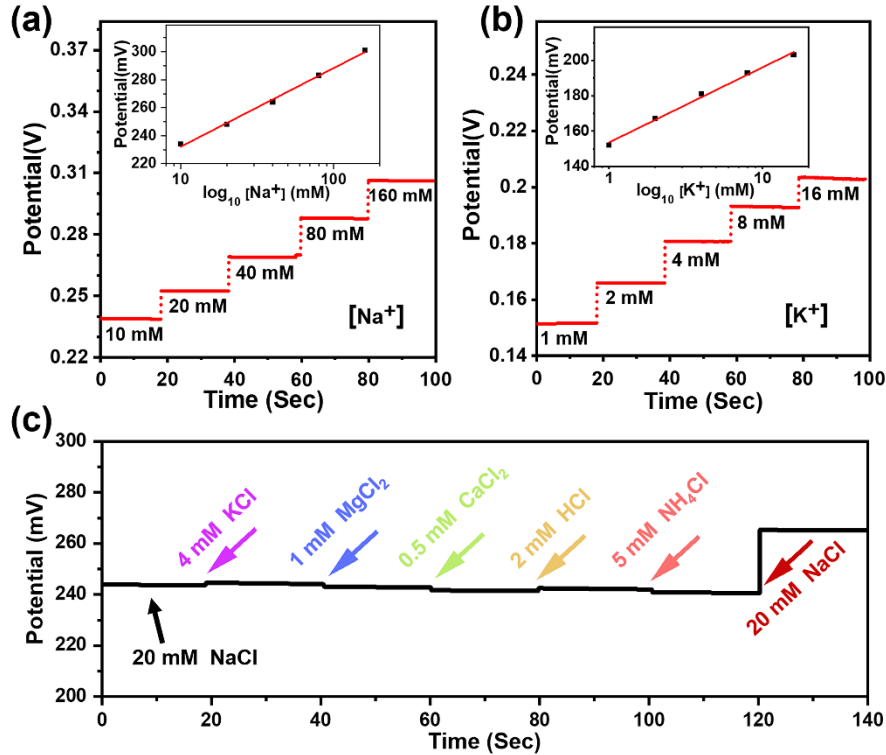 (a)
0.37
0.34
0.31
0.28
0.25
0.22
Potential(V)
0
20
40
60
80
100
Time (Sec)
10 mM
20 mM
40 mM
80 mM
160 mM
[Na⁺]
Potential(mV)
320
300
280
260
240
220
10
100
log₁₀ [Na⁺] (mM)
(b)
0.24
0.22
0.2
0.18
0.16
0.14
Potential(V)
0
20
40
60
80
100
Time (Sec)
1 mM
2 mM
4 mM
8 mM
16 mM
[K⁺]
Potential(mV)
200
180
160
140
1
10
log₁₀ [K⁺] (mM)
(c)
300
280
260
240
220
200
Potential (mV)
0
20
40
60
80
100
120
140
Time (Sec)
20 mM NaCl
4 mM KCl
1 mM MgCl₂
0.5 mM CaCl₂
2 mM HCl
5 mM NH₄Cl
20 mM NaCl